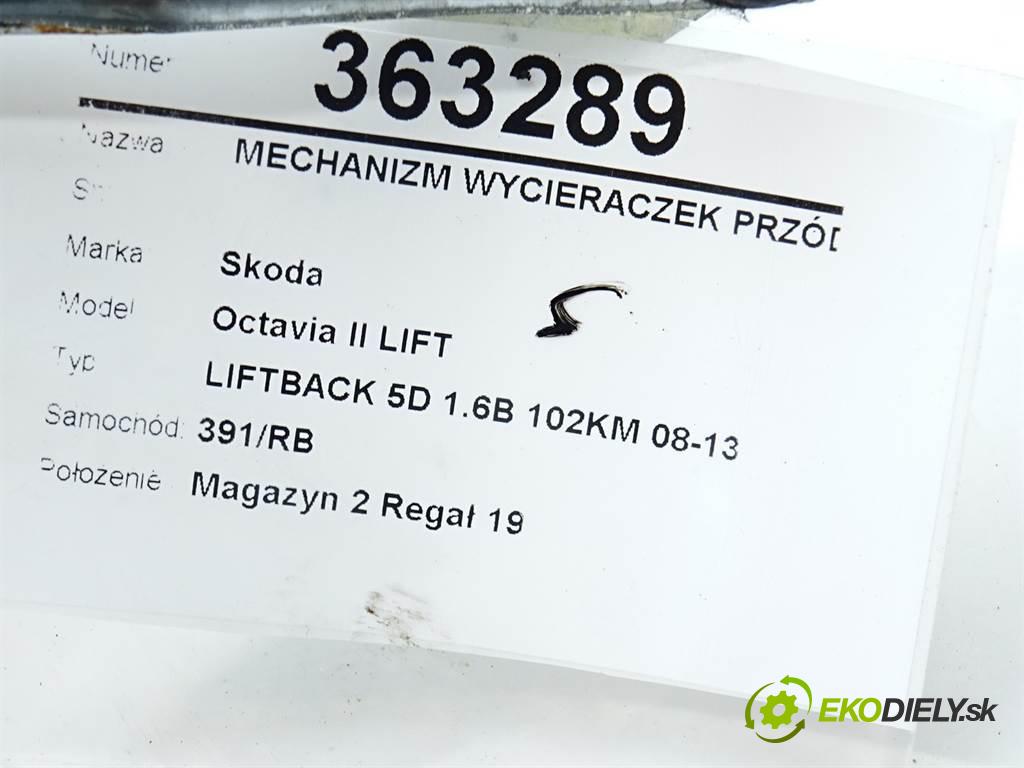 Numer 363289
Nazwa MECHANIZM WYCIERACZEK PRZÓD
Marka Skoda
Model Octavia II LIFT
Typ LIFTBACK 5D 1.6B 102KM 08-13
Samochód: 391/RB
Położenie Magazyn 2 Regał 19
EKODIELY.sk